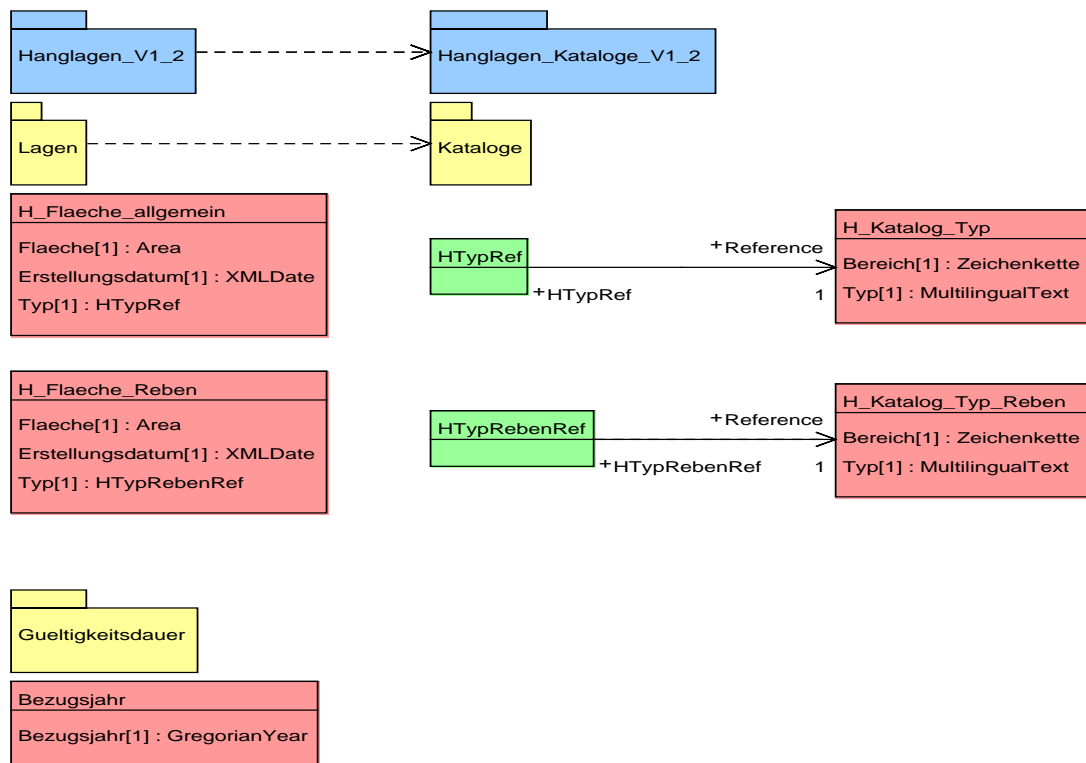 Hanglagen_V1_2
Hanglagen_Kataloge_V1_2
Lagen
Kataloge
H_Flaeche_allgemein
Flaeche[1] : Area
Erstellungsdatum[1] : XMLDate
Typ[1] : HTypRef
HTypRef
+HTypRef
+Reference
1
H_Katalog_Typ
Bereich[1] : Zeichenkette
Typ[1] : MultilingualText
H_Flaeche_Reben
Flaeche[1] : Area
Erstellungsdatum[1] : XMLDate
Typ[1] : HTypRebenRef
HTypRebenRef
+HTypRebenRef
+Reference
1
H_Katalog_Typ_Reben
Bereich[1] : Zeichenkette
Typ[1] : MultilingualText
Gueltigkeitsdauer
Bezugsjahr
Bezugsjahr[1] : GregorianYear